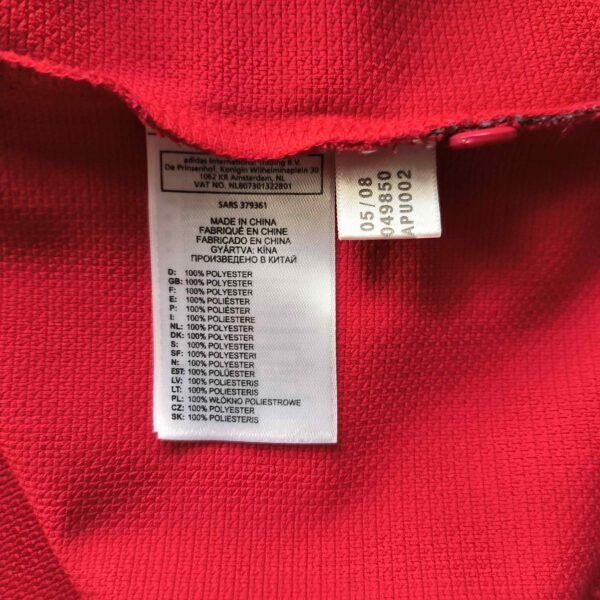 adidas International Trading B.V.
De Prinsenhof, Konigin Wilhelminaplein 30
1062 KR Amsterdam, NL
VAT NO. NL807301322B01
SARS 379361
MADE IN CHINA
FABRIQUÉ EN CHINE
FABRICADO EN CHINA
GYÁRTVA: KÍNA
ПРОИЗВЕДЕНО В КИТАЙ
D: 100% POLYESTER
GB: 100% POLYESTER
F: 100% POLYESTER
E: 100% POLIÉSTER
P: 100% POLIÉSTER
I: 100% POLIESTERE
NL: 100% POLYESTER
DK: 100% POLYESTER
S: 100% POLYESTER
SF: 100% POLYESTERI
N: 100% POLYESTER
EST: 100% POLÜESTER
LV: 100% POLIESTERIS
LT: 100% POLIESTERIS
PL: 100% WŁÓKNO POLIESTROWE
CZ: 100% POLYESTER
SK: 100% POLIESTERIS
05/08
049850
APU002